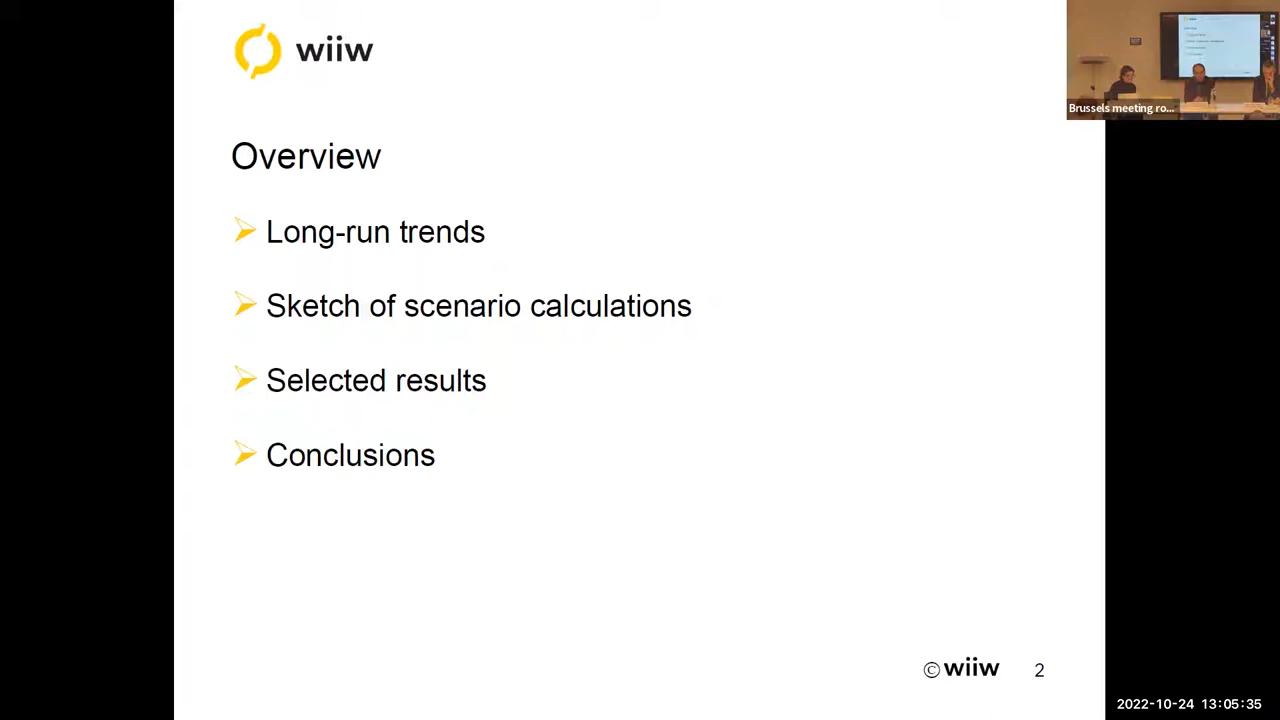 wiiw
Brussels meeting ro...
Overview
Long-run trends
Sketch of scenario calculations
Selected results
Conclusions
©wiiw 2
2022-10-24 13:05:35